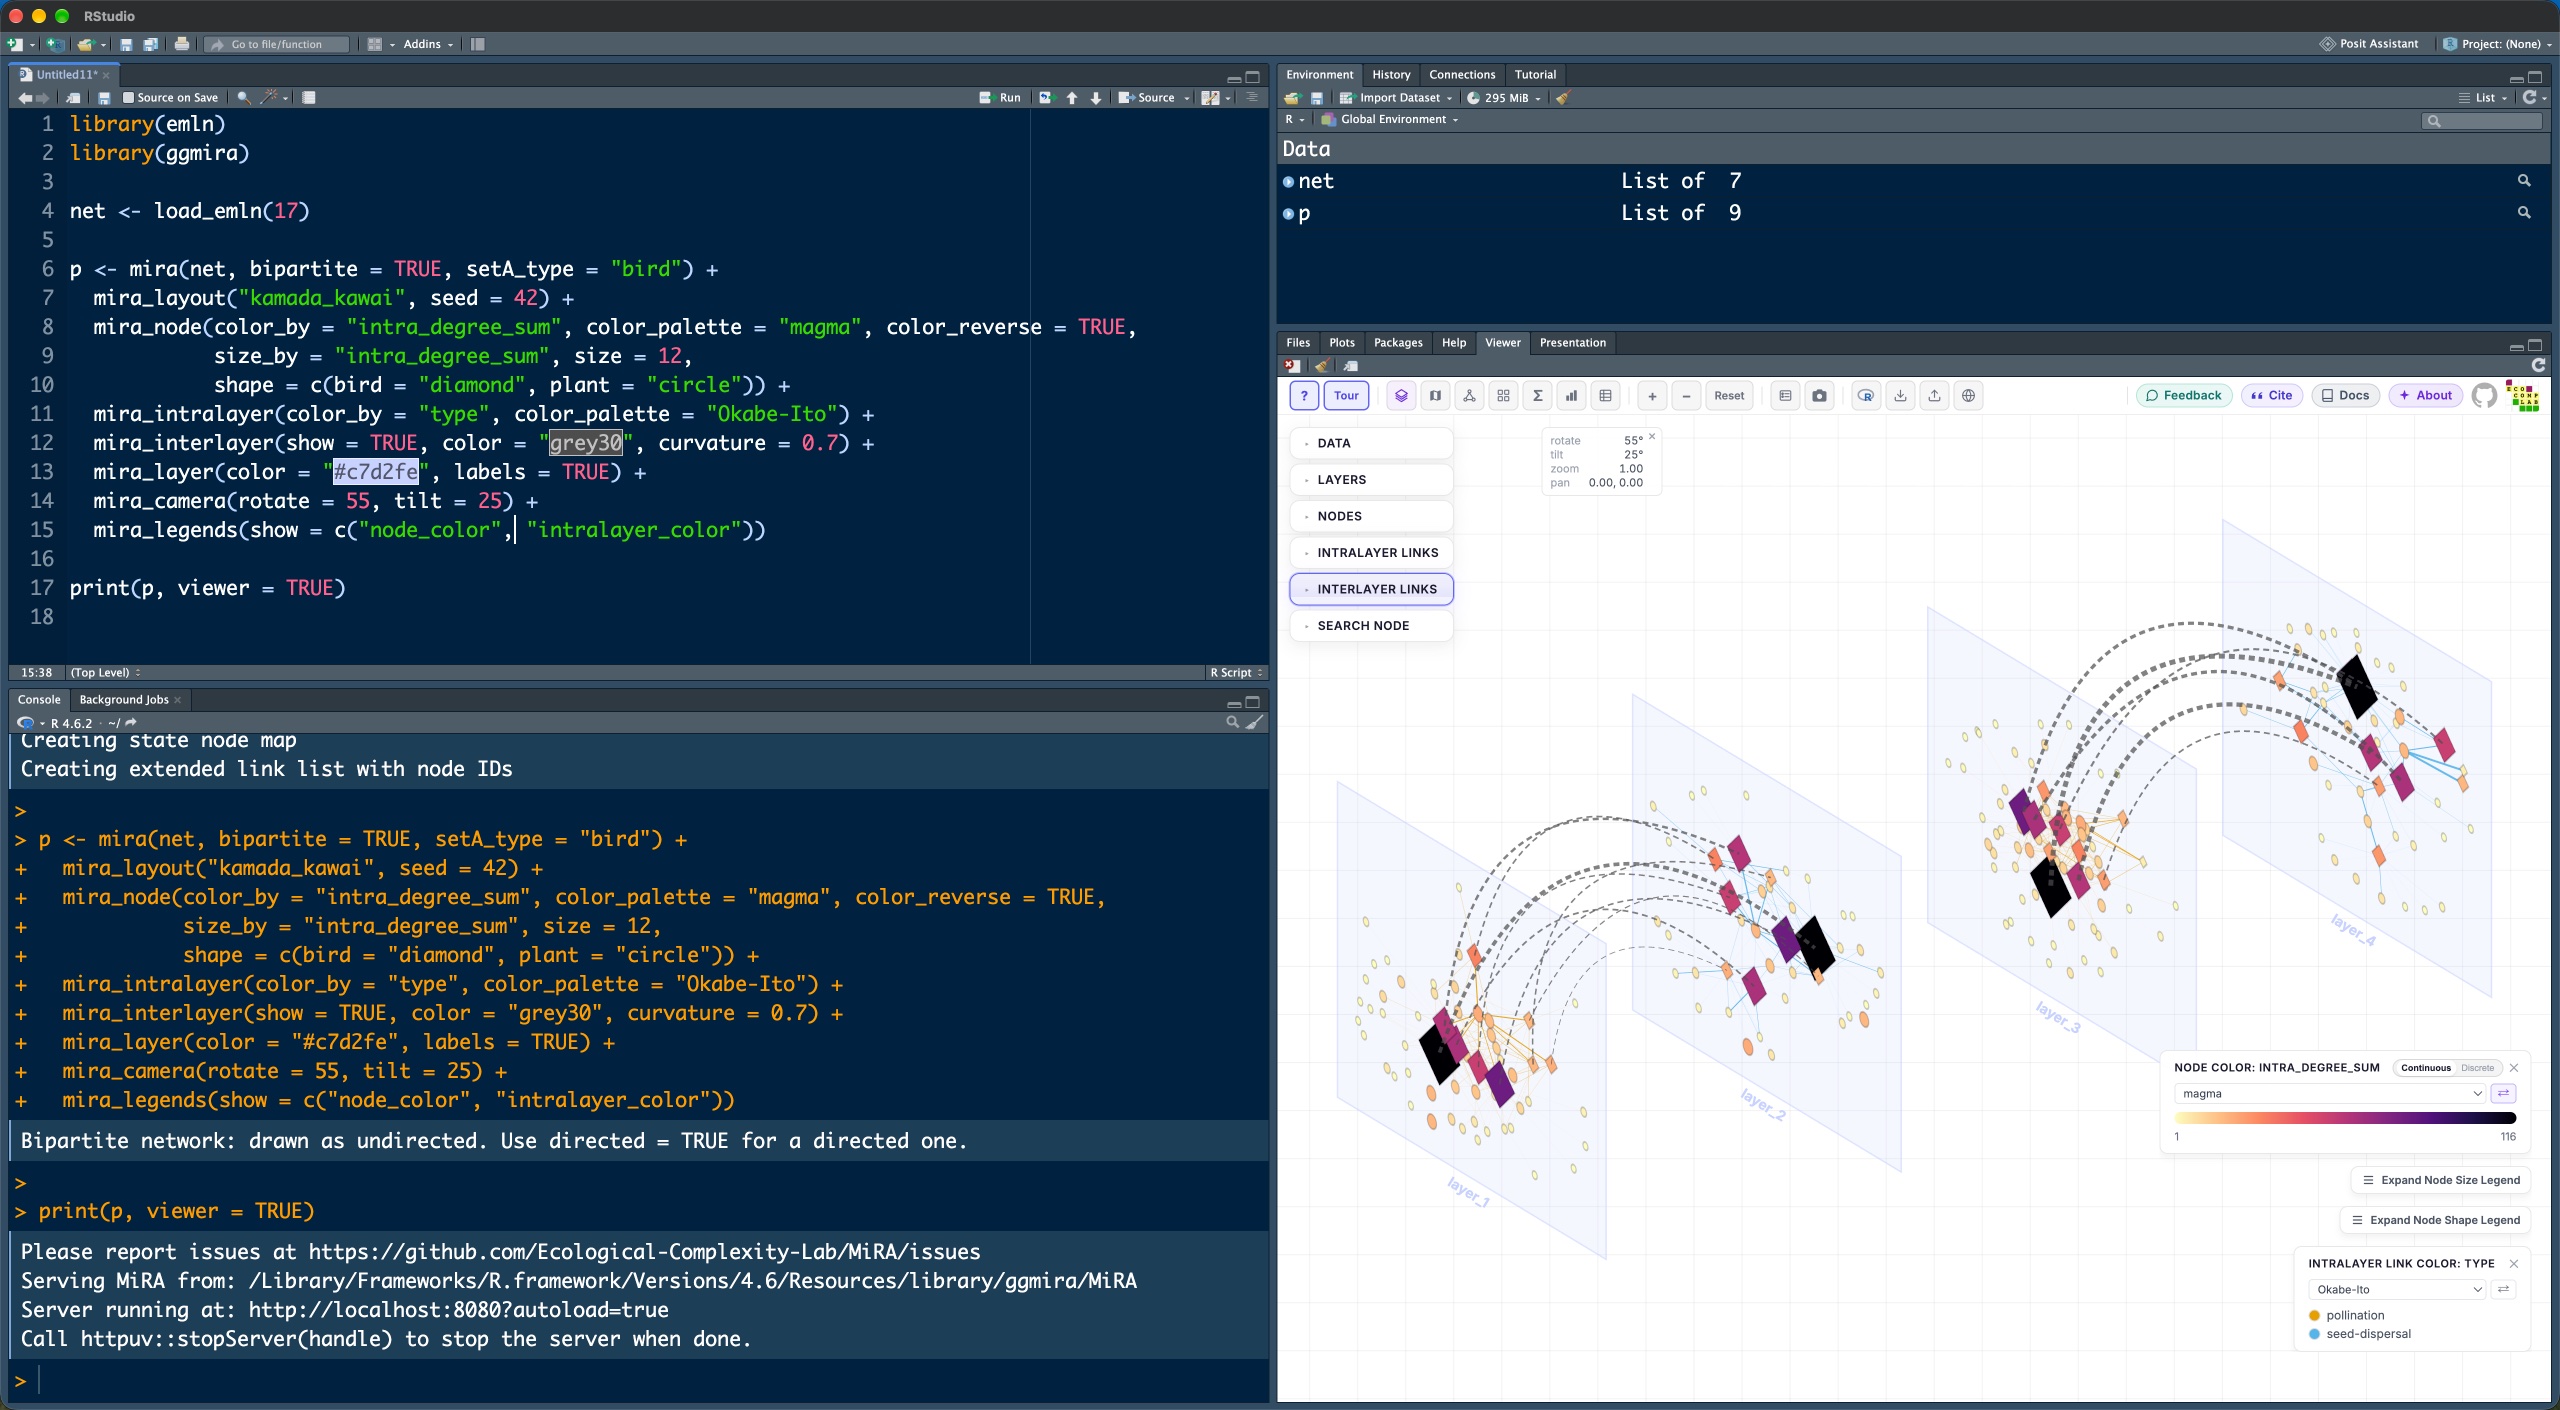 RStudio
Go to file/function
Addins
Posit Assistant
Project: (None)
Untitled11*
Source on Save
Run
Source
1 library(emln)
2 library(ggmira)
3
4 net <- load_emln(17)
5
6 p <- mira(net, bipartite = TRUE, setA_type = "bird") +
7   mira_layout("kamada_kawai", seed = 42) +
8   mira_node(color_by = "intra_degree_sum", color_palette = "magma", color_reverse = TRUE,
9             size_by = "intra_degree_sum", size = 12,
10             shape = c(bird = "diamond", plant = "circle")) +
11   mira_intralayer(color_by = "type", color_palette = "Okabe-Ito") +
12   mira_interlayer(show = TRUE, color = "grey30", curvature = 0.7) +
13   mira_layer(color = "#c7d2fe", labels = TRUE) +
14   mira_camera(rotate = 55, tilt = 25) +
15   mira_legends(show = c("node_color", "intralayer_color"))
16
17 print(p, viewer = TRUE)
18
15:38 (Top Level)
R Script
Console
Background Jobs
R 4.6.2 · ~/
Creating state node map
Creating extended link list with node IDs
>
> p <- mira(net, bipartite = TRUE, setA_type = "bird") +
+   mira_layout("kamada_kawai", seed = 42) +
+   mira_node(color_by = "intra_degree_sum", color_palette = "magma", color_reverse = TRUE,
+             size_by = "intra_degree_sum", size = 12,
+             shape = c(bird = "diamond", plant = "circle")) +
+   mira_intralayer(color_by = "type", color_palette = "Okabe-Ito") +
+   mira_interlayer(show = TRUE, color = "grey30", curvature = 0.7) +
+   mira_layer(color = "#c7d2fe", labels = TRUE) +
+   mira_camera(rotate = 55, tilt = 25) +
+   mira_legends(show = c("node_color", "intralayer_color"))
Bipartite network: drawn as undirected. Use directed = TRUE for a directed one.
>
> print(p, viewer = TRUE)
Please report issues at https://github.com/Ecological-Complexity-Lab/MiRA/issues
Serving MiRA from: /Library/Frameworks/R.framework/Versions/4.6/Resources/library/ggmira/MiRA
Server running at: http://localhost:8080?autoload=true
Call httpuv::stopServer(handle) to stop the server when done.
>
Environment
History
Connections
Tutorial
Import Dataset
295 MiB
List
R
Global Environment
Data
net List of 7
p List of 9
Files
Plots
Packages
Help
Viewer
Presentation
?
Tour
Σ
+
−
Reset
R
Feedback
Cite
Docs
About
ECO
COMP
LAB
DATA
LAYERS
NODES
INTRALAYER LINKS
INTERLAYER LINKS
SEARCH NODE
rotate 55°
tilt 25°
zoom 1.00
pan 0.00, 0.00
layer_1
layer_2
layer_3
layer_4
NODE COLOR: INTRA_DEGREE_SUM
Continuous
Discrete
magma
1
116
Expand Node Size Legend
Expand Node Shape Legend
INTRALAYER LINK COLOR: TYPE
Okabe-Ito
pollination
seed-dispersal